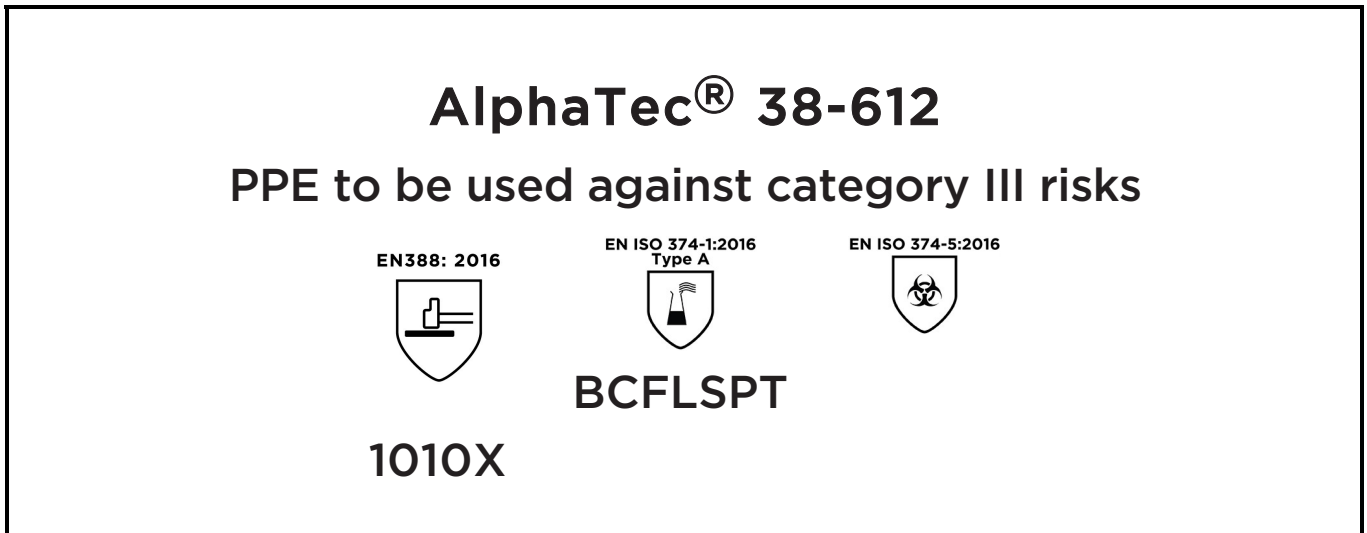 AlphaTec® 38-612
PPE to be used against category III risks
EN388: 2016
EN ISO 374-1:2016
Type A
EN ISO 374-5:2016
BCFLSPT
1010X